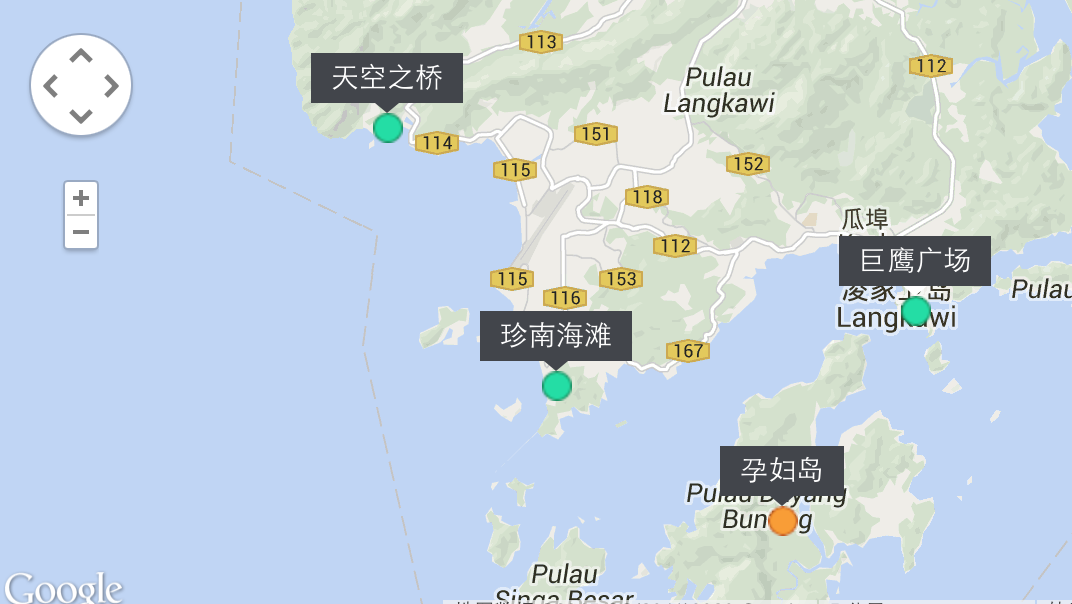 113
112
天空之桥
Pulau
Langkawi
151
114
152
115
118
瓜埠
112
巨鹰广场
115
153
116
Pulau
Langkawi
珍南海滩
167
孕妇岛
Pulau Dayang
Bunting
Pulau
Singa Besar
Google